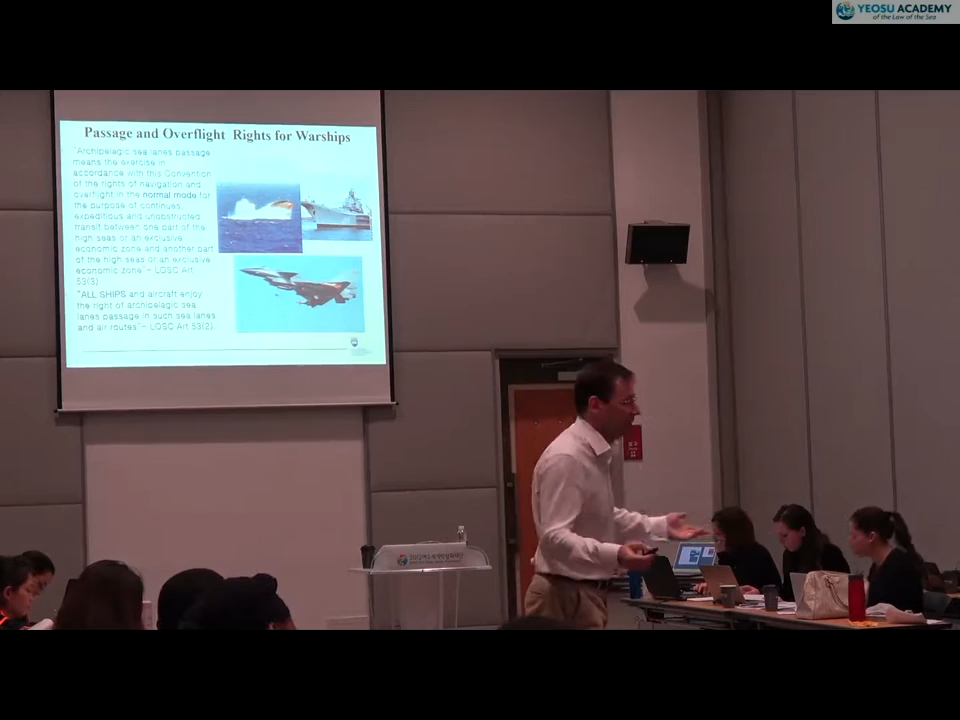 YEOSU ACADEMY
of the Law of the Sea
Passage and Overflight Rights for Warships
"Archipelagic sea lanes passage
means the exercise in
accordance with this Convention
of the rights of navigation and
overflight in the normal mode for
the purpose of continues,
expeditious and unobstructed
transit between one part of the
high seas or an exclusive
economic zone and another part
of the high seas or an exclusive
economic zone" – LOSC Art
53(3)
"ALL SHIPS and aircraft enjoy
the right of archipelagic sea
lanes passage in such sea lanes
and air routes" – LOSC Art 53(2).